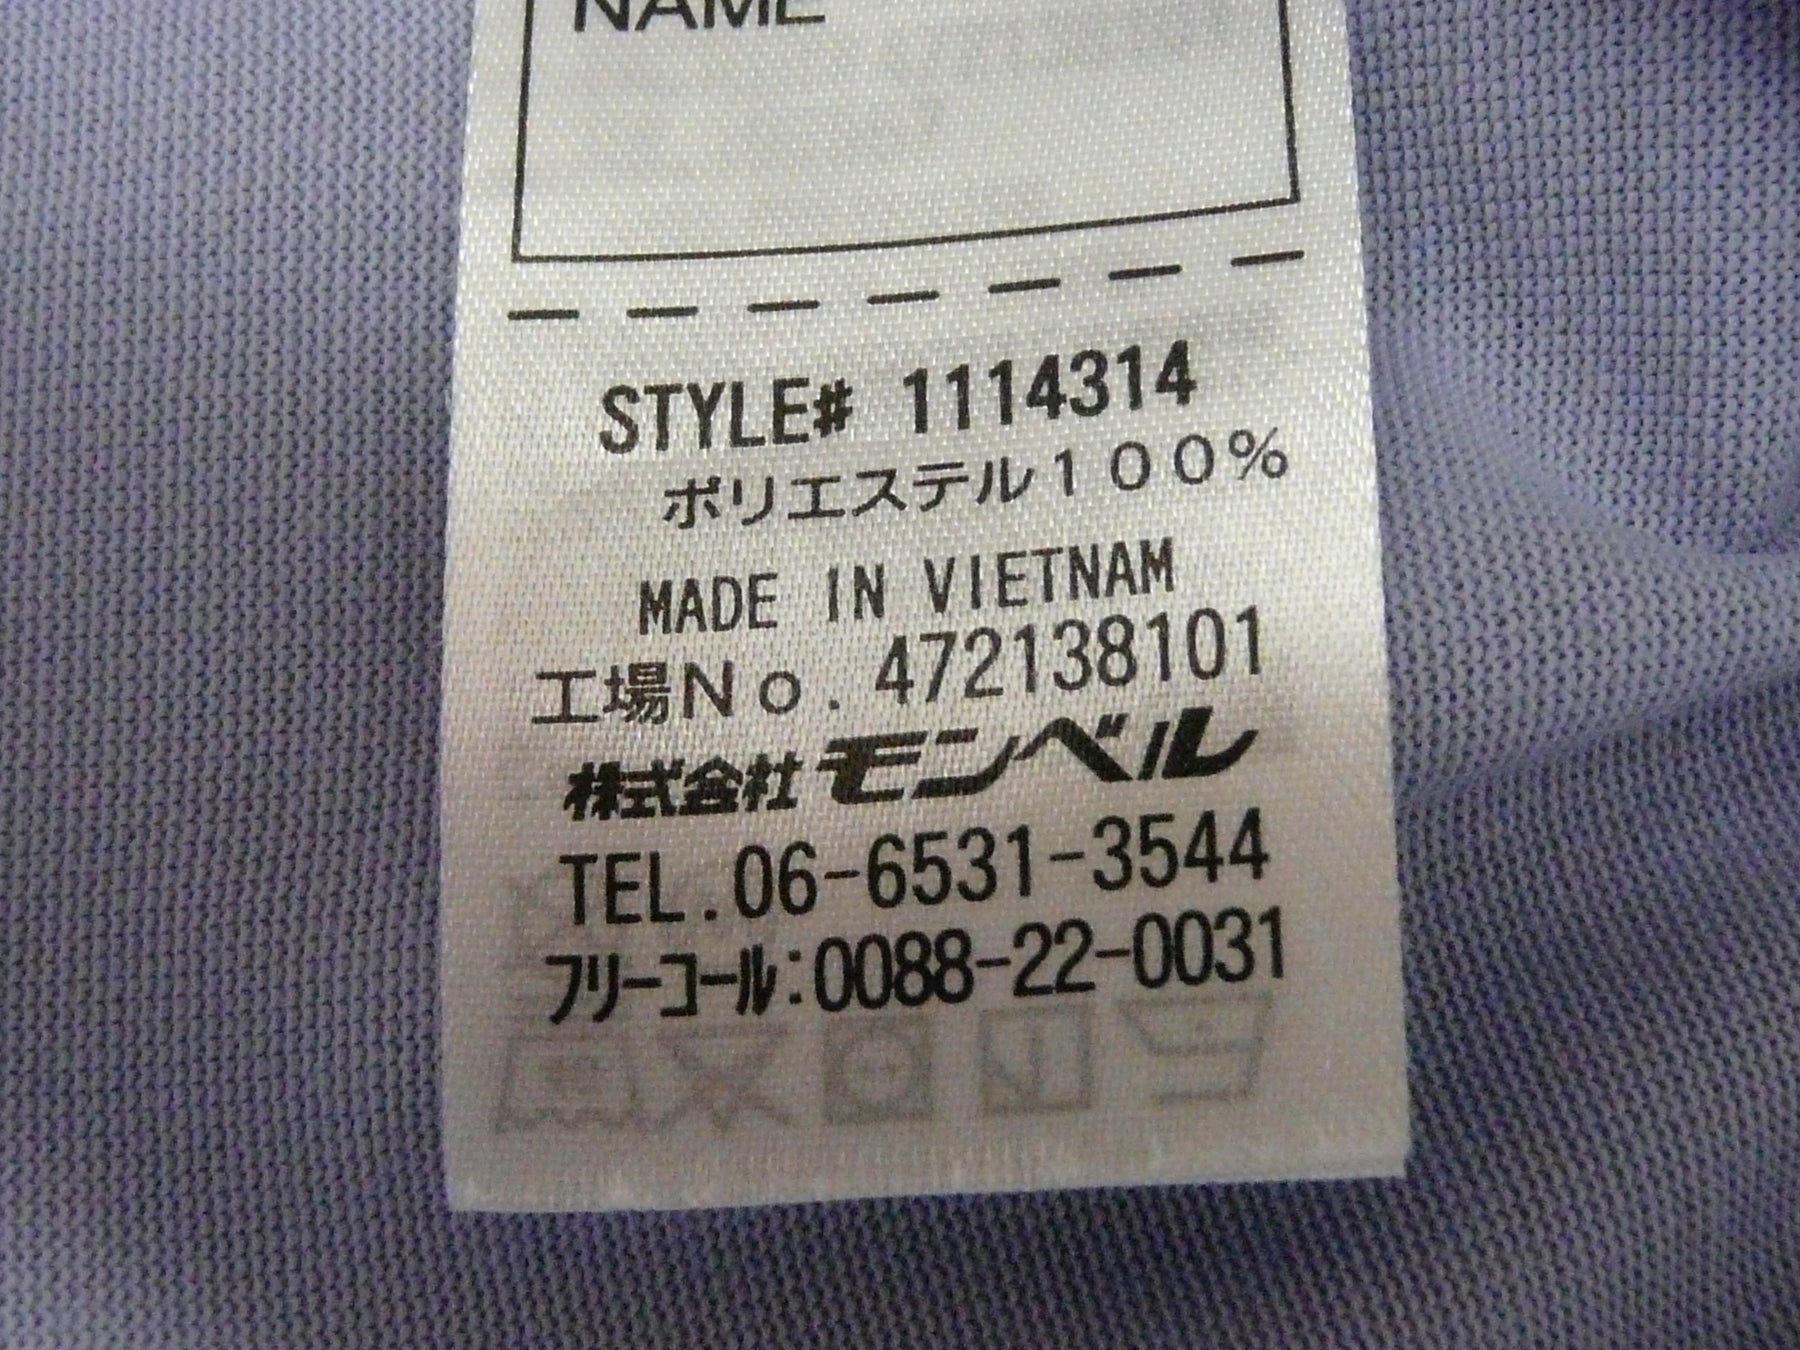 NAME
STYLE# 1114314
ポリエステル100%
MADE IN VIETNAM
工場No.472138101
株式会社モンベル
TEL.06-6531-3544
フリーコール:0088-22-0031